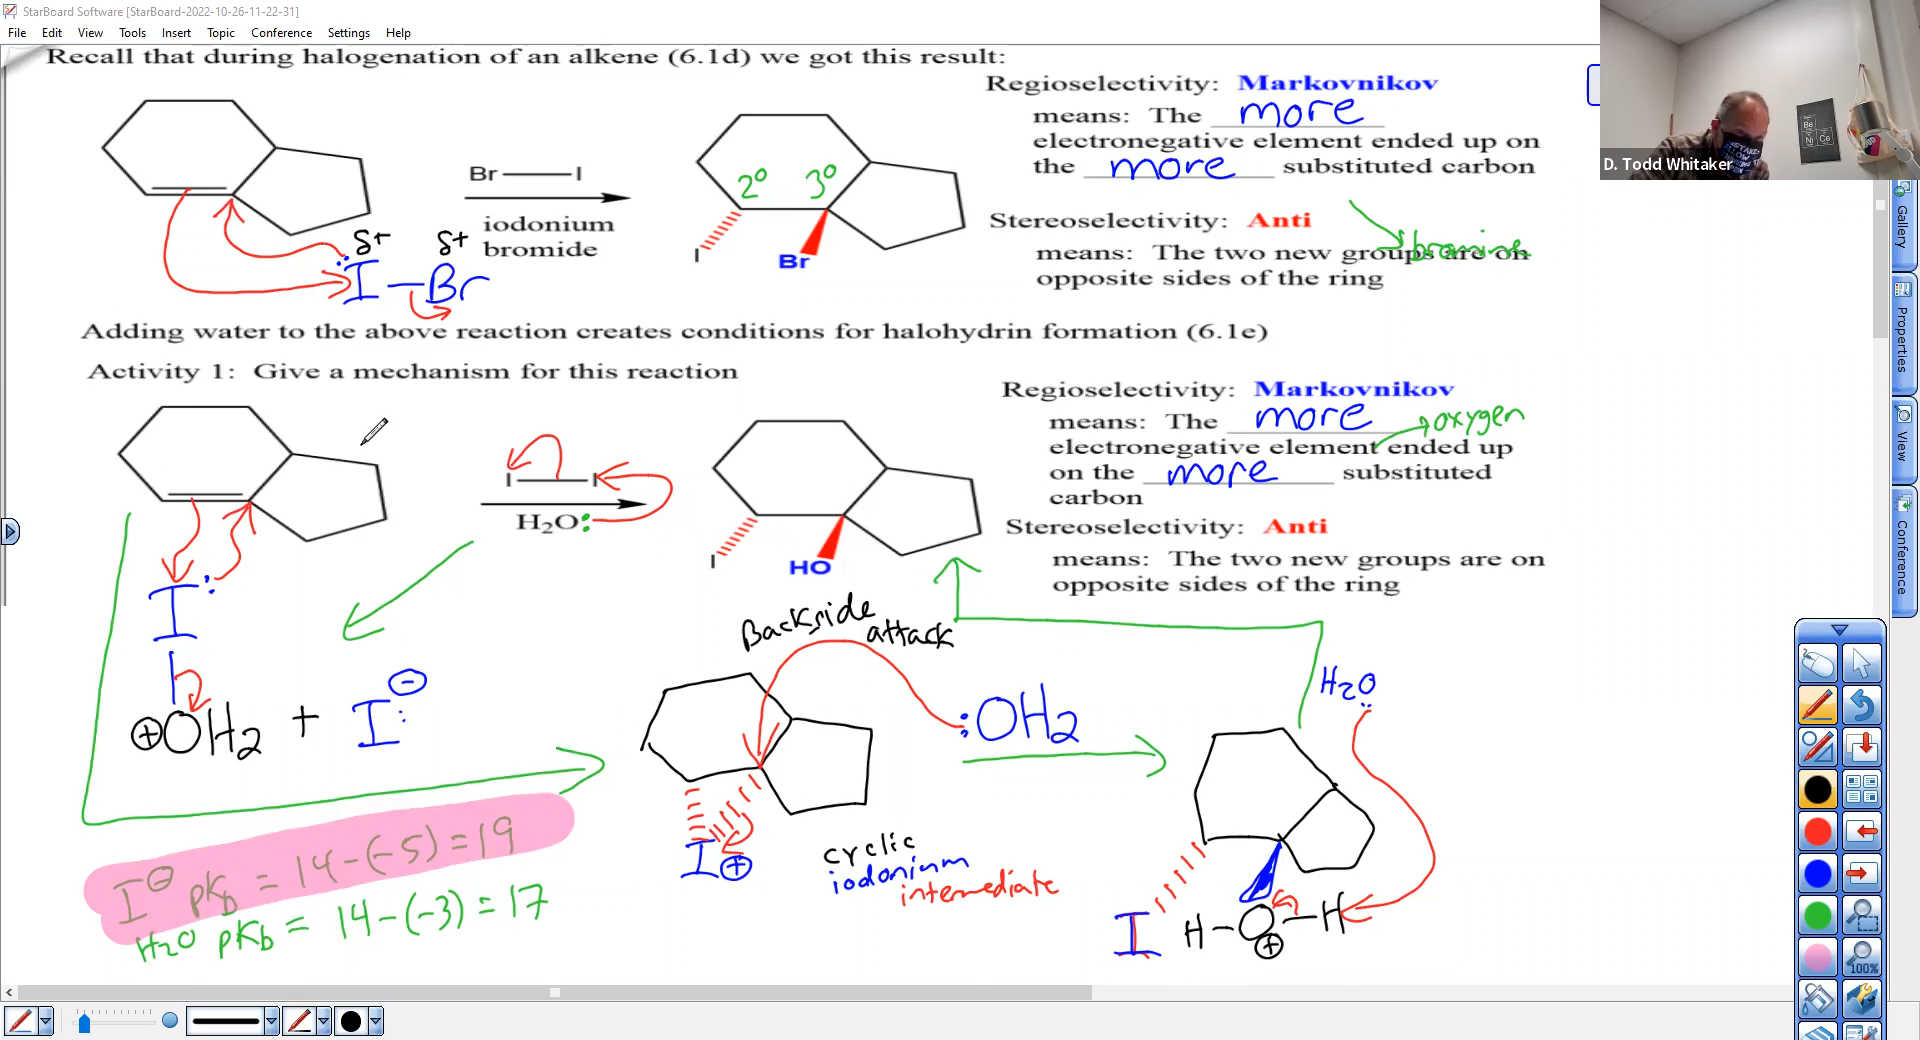 StarBoard Software [StarBoard-2022-10-26-11-22-31]
File Edit View Tools Insert Topic Conference Settings Help
Recall that during halogenation of an alkene (6.1d) we got this result:
Br I
iodonium
bromide
δ+ δ+
I - Br
2° 3°
I
Br
Regioselectivity: Markovnikov
means: The more
electronegative element ended up on
the more substituted carbon
bromine
Stereoselectivity: Anti
means: The two new groups are on
opposite sides of the ring
Be
Ni Ce
D. Todd Whitaker
Adding water to the above reaction creates conditions for halohydrin formation (6.1e)
Activity 1: Give a mechanism for this reaction
I I
H₂O:
I
HO
Regioselectivity: Markovnikov
means: The more
oxygen
electronegative element ended up
on the more substituted
carbon
Stereoselectivity: Anti
means: The two new groups are on
opposite sides of the ring
I:
⊕OH₂ + I:⊖
Backside
attack
:OH₂
I ⊕
cyclic
iodonium
intermediate
H₂O
I H-O-H
⊕
I⊖ pKb = 14-(-5) = 19
H₂O pKb = 14-(-3) = 17
Gallery
Properties
View
Conference
100%